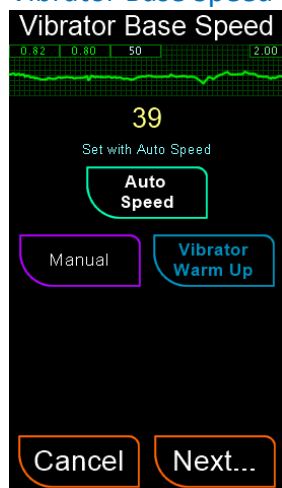 Vibrator Base Speed
0.82 0.80 50 2.00
39
Set with Auto Speed
Auto
Speed
Manual
Vibrator
Warm Up
Cancel Next...